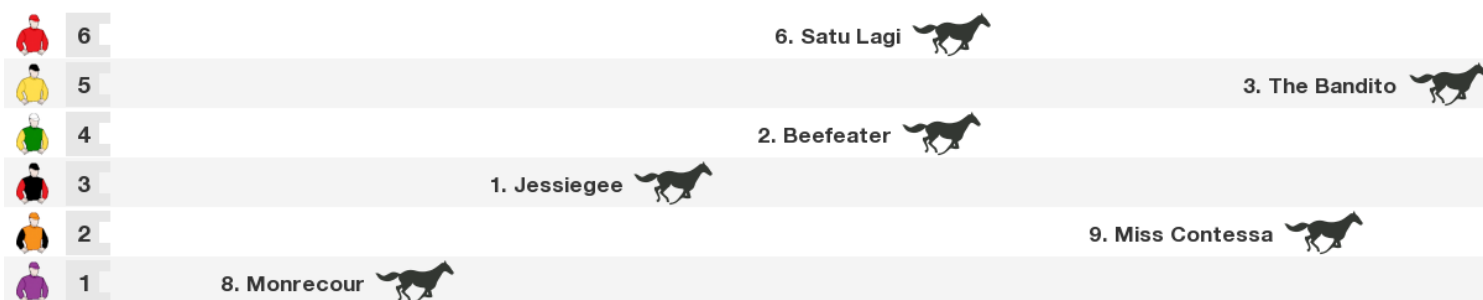 6 6. Satu Lagi
5 3. The Bandito
4 2. Beefeater
3 1. Jessiegee
2 9. Miss Contessa
1 8. Monrecour